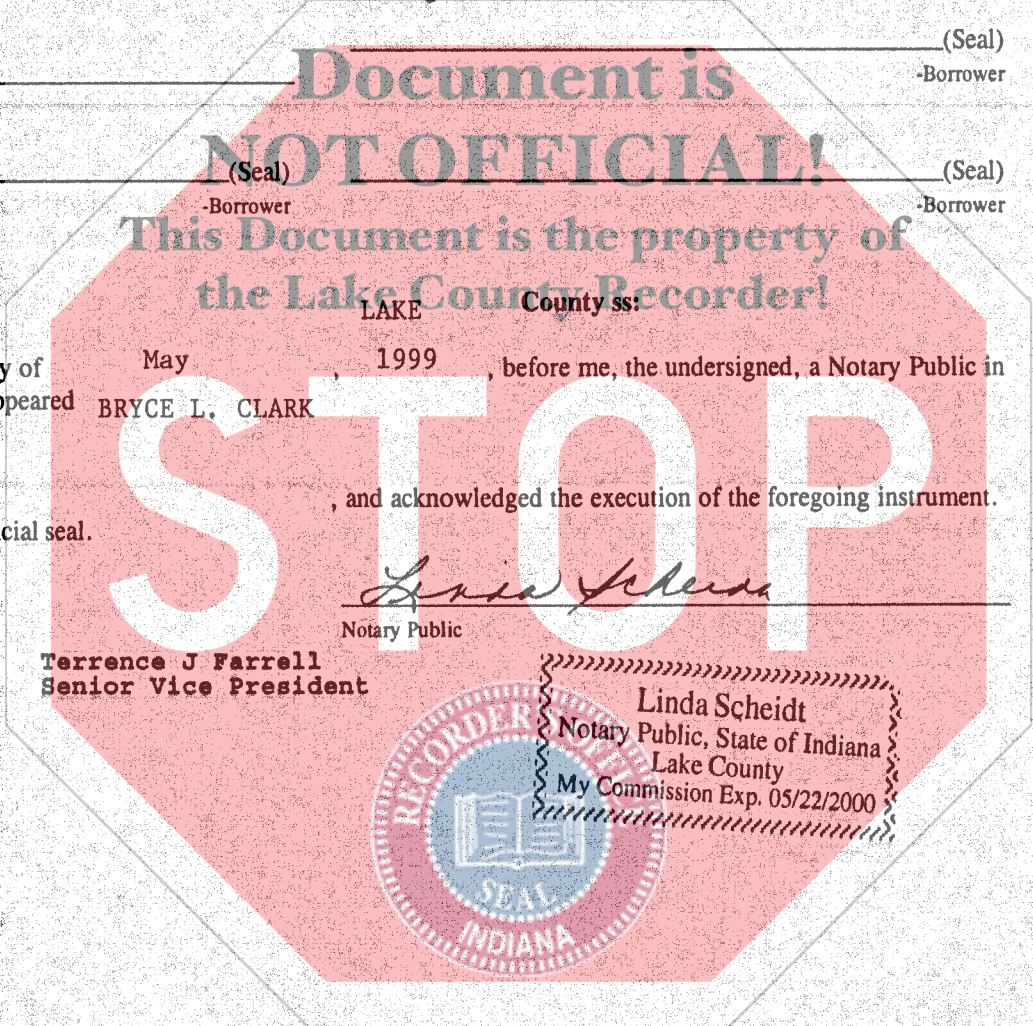 (Seal)
-Borrower
Document is
NOT OFFICIAL!
(Seal)
-Borrower
(Seal)
-Borrower
This Document is the property of
the Lake County Recorder!
LAKE County ss:
y of May , 1999 , before me, the undersigned, a Notary Public in
ppeared BRYCE L. CLARK
STOP
, and acknowledged the execution of the foregoing instrument.
cial seal.
Linda Scheidt
Notary Public
Terrence J Farrell
Senior Vice President
Linda Scheidt
Notary Public, State of Indiana
Lake County
My Commission Exp. 05/22/2000
RECORDER'S OFFICE
SEAL
INDIANA